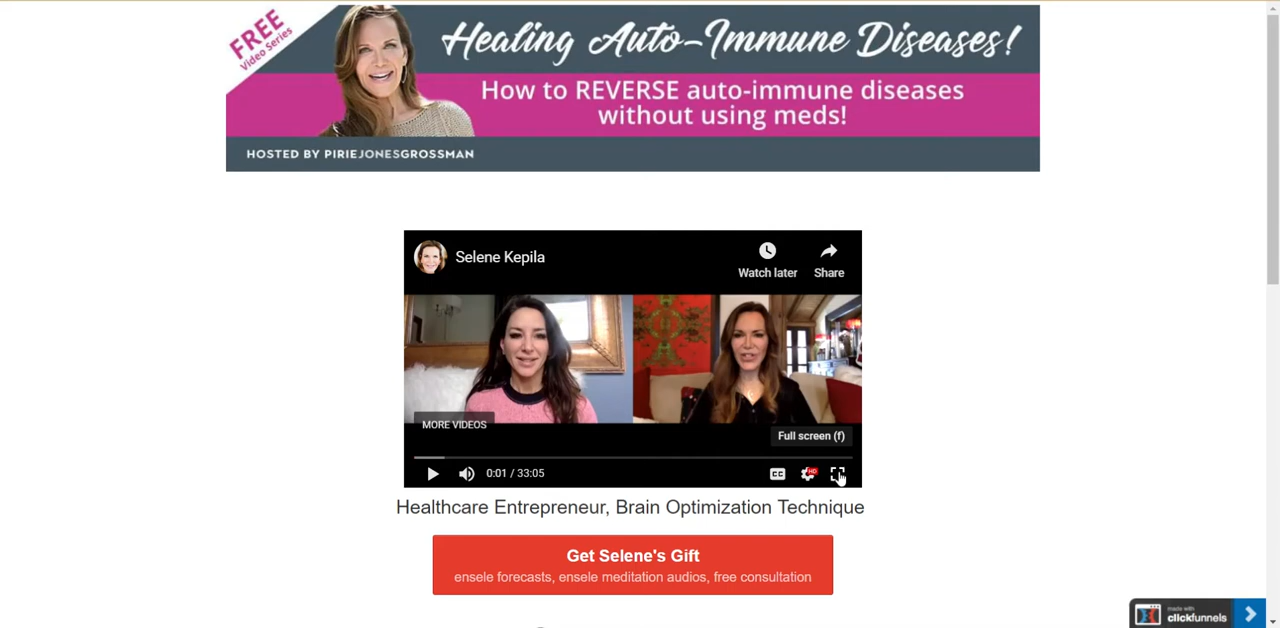 FREE
Video Series
Healing Auto-Immune Diseases!
How to REVERSE auto-immune diseases
without using meds!
HOSTED BY PIRIEJONESGROSSMAN
Selene Kepila
Watch later
Share
MORE VIDEOS
Full screen (f)
0:01 / 33:05
CC
HD
Healthcare Entrepreneur, Brain Optimization Technique
Get Selene's Gift
ensele forecasts, ensele meditation audios, free consultation
made with
clickfunnels